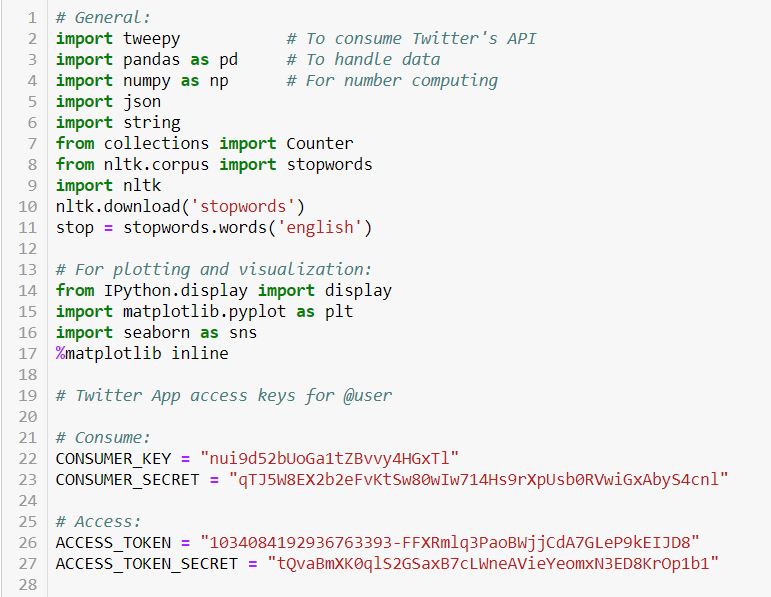 1 # General:
2 import tweepy # To consume Twitter's API
3 import pandas as pd # To handle data
4 import numpy as np # For number computing
5 import json
6 import string
7 from collections import Counter
8 from nltk.corpus import stopwords
9 import nltk
10 nltk.download('stopwords')
11 stop = stopwords.words('english')
12
13 # For plotting and visualization:
14 from IPython.display import display
15 import matplotlib.pyplot as plt
16 import seaborn as sns
17 %matplotlib inline
18
19 # Twitter App access keys for @user
20
21 # Consume:
22 CONSUMER_KEY = "nui9d52bUoGa1tZBvvy4HGxTl"
23 CONSUMER_SECRET = "qTJ5W8EX2b2eFvKtSw80wIw714Hs9rXpUsb0RVwiGxAbyS4cnl"
24
25 # Access:
26 ACCESS_TOKEN = "1034084192936763393-FFXRmlq3PaoBWjjCdA7GLeP9kEIJD8"
27 ACCESS_TOKEN_SECRET = "tQvaBmXK0qlS2GSaxB7cLWneAVieYeomxN3ED8KrOp1b1"
28